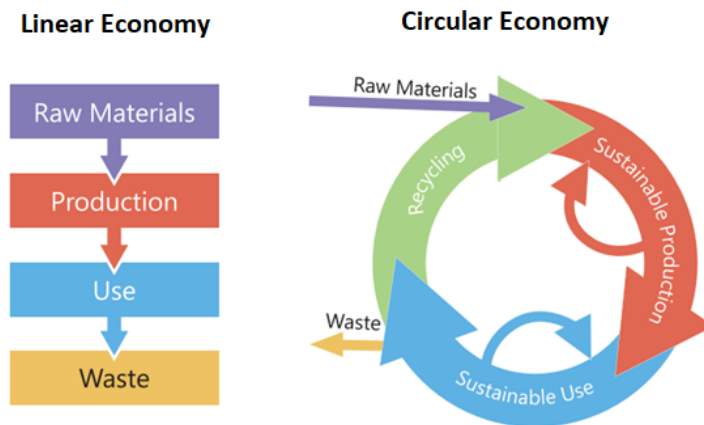 Linear Economy
Raw Materials
Production
Use
Waste
Circular Economy
Raw Materials
Recycling
Sustainable Production
Waste
Sustainable Use